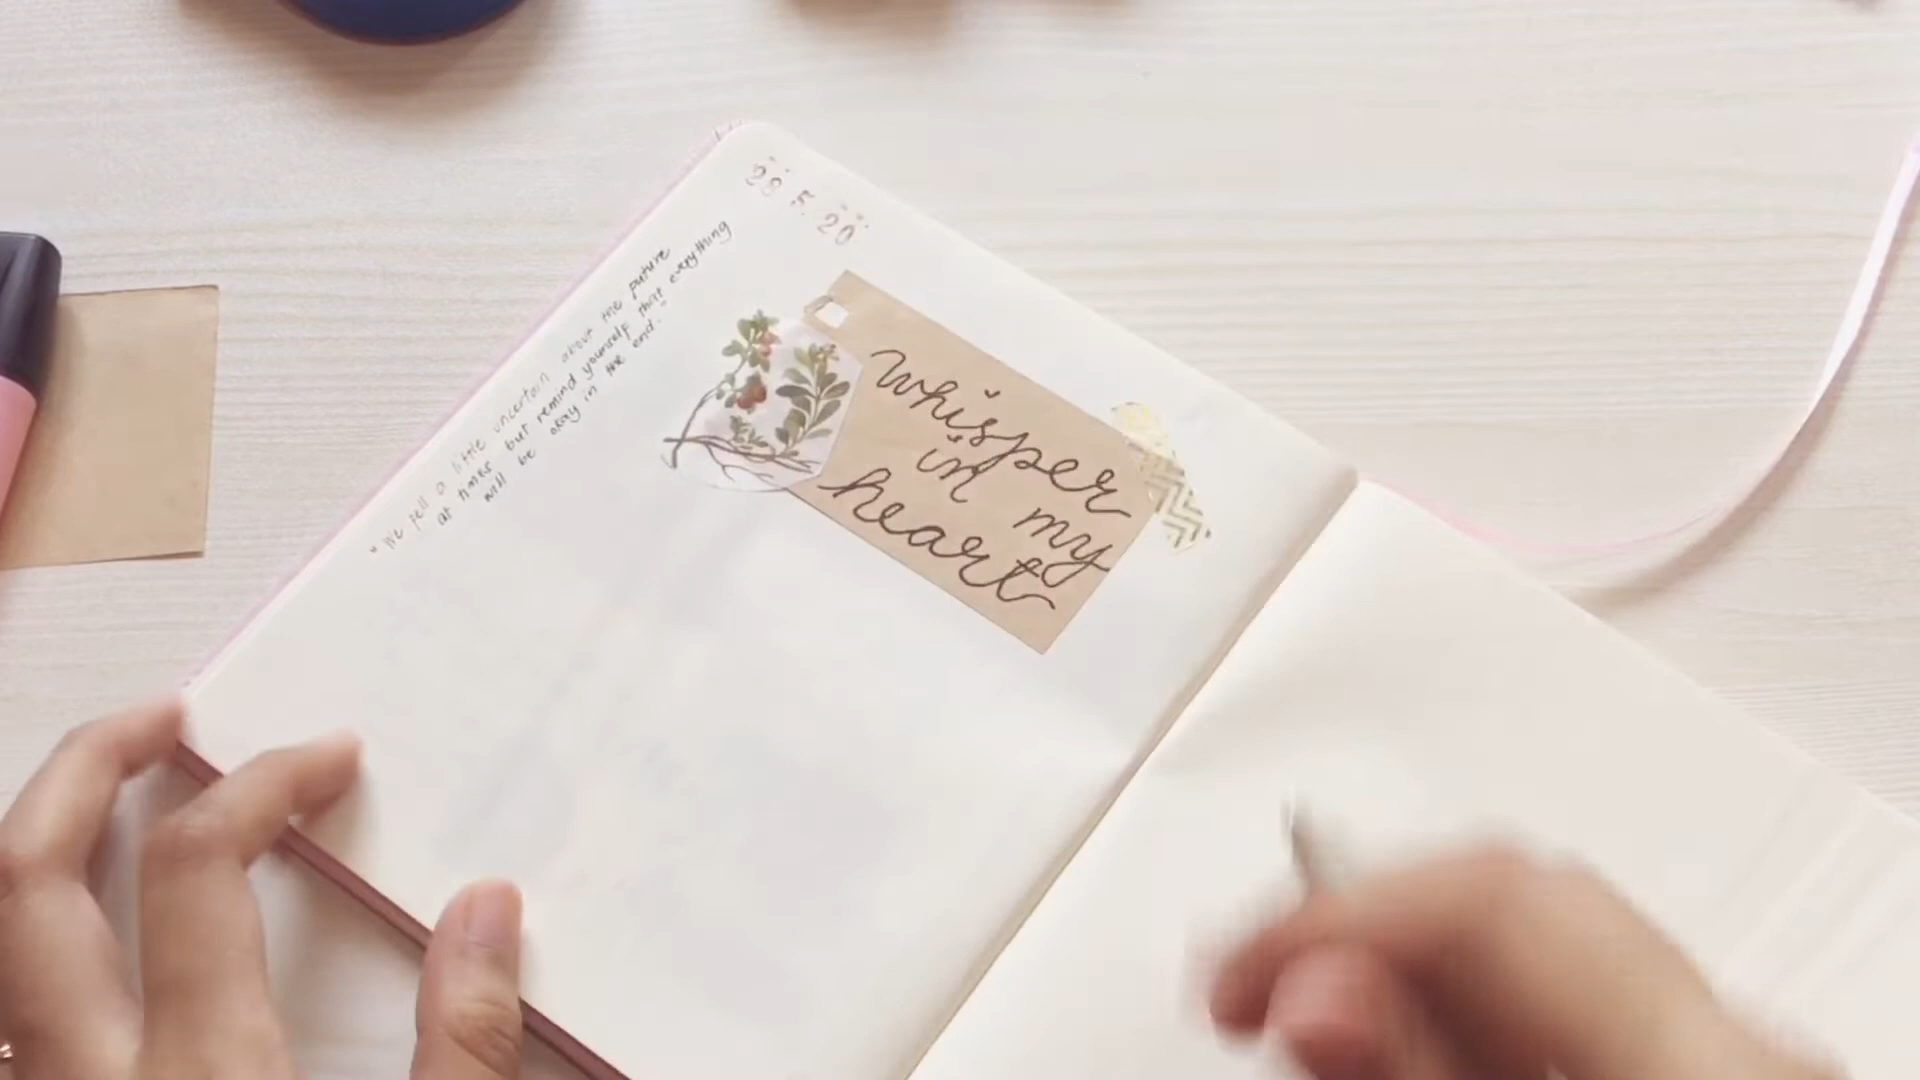 28. 5. 20
"We fell a little uncertain about the future
at times but remind yourself that everything
will be okay in the end."
whisper
in my
heart